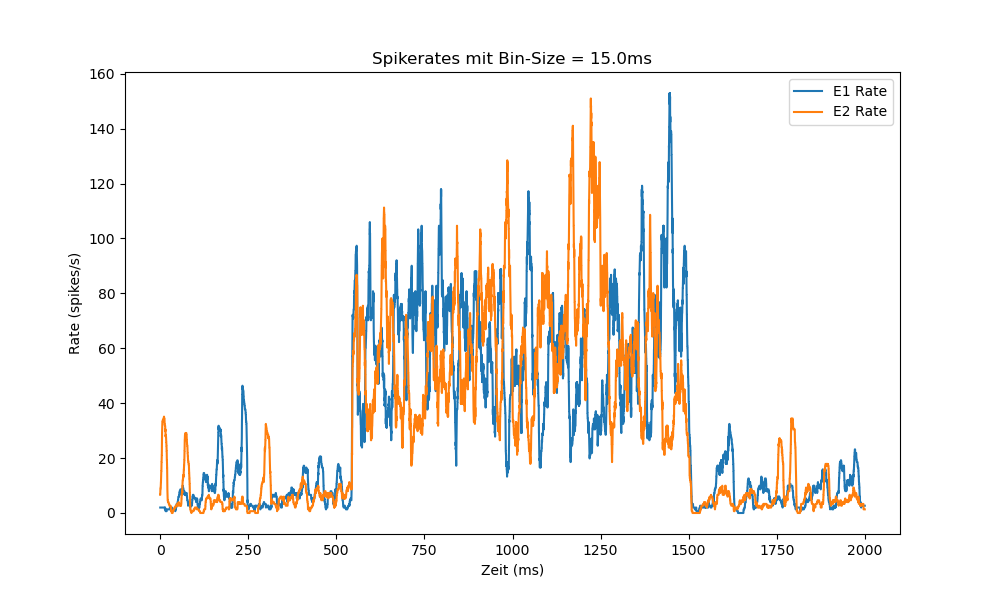 Spikerates mit Bin-Size = 15.0ms
E1 Rate
E2 Rate
160
140
120
100
80
60
40
20
0
Rate (spikes/s)
0 250 500 750 1000 1250 1500 1750 2000
Zeit (ms)